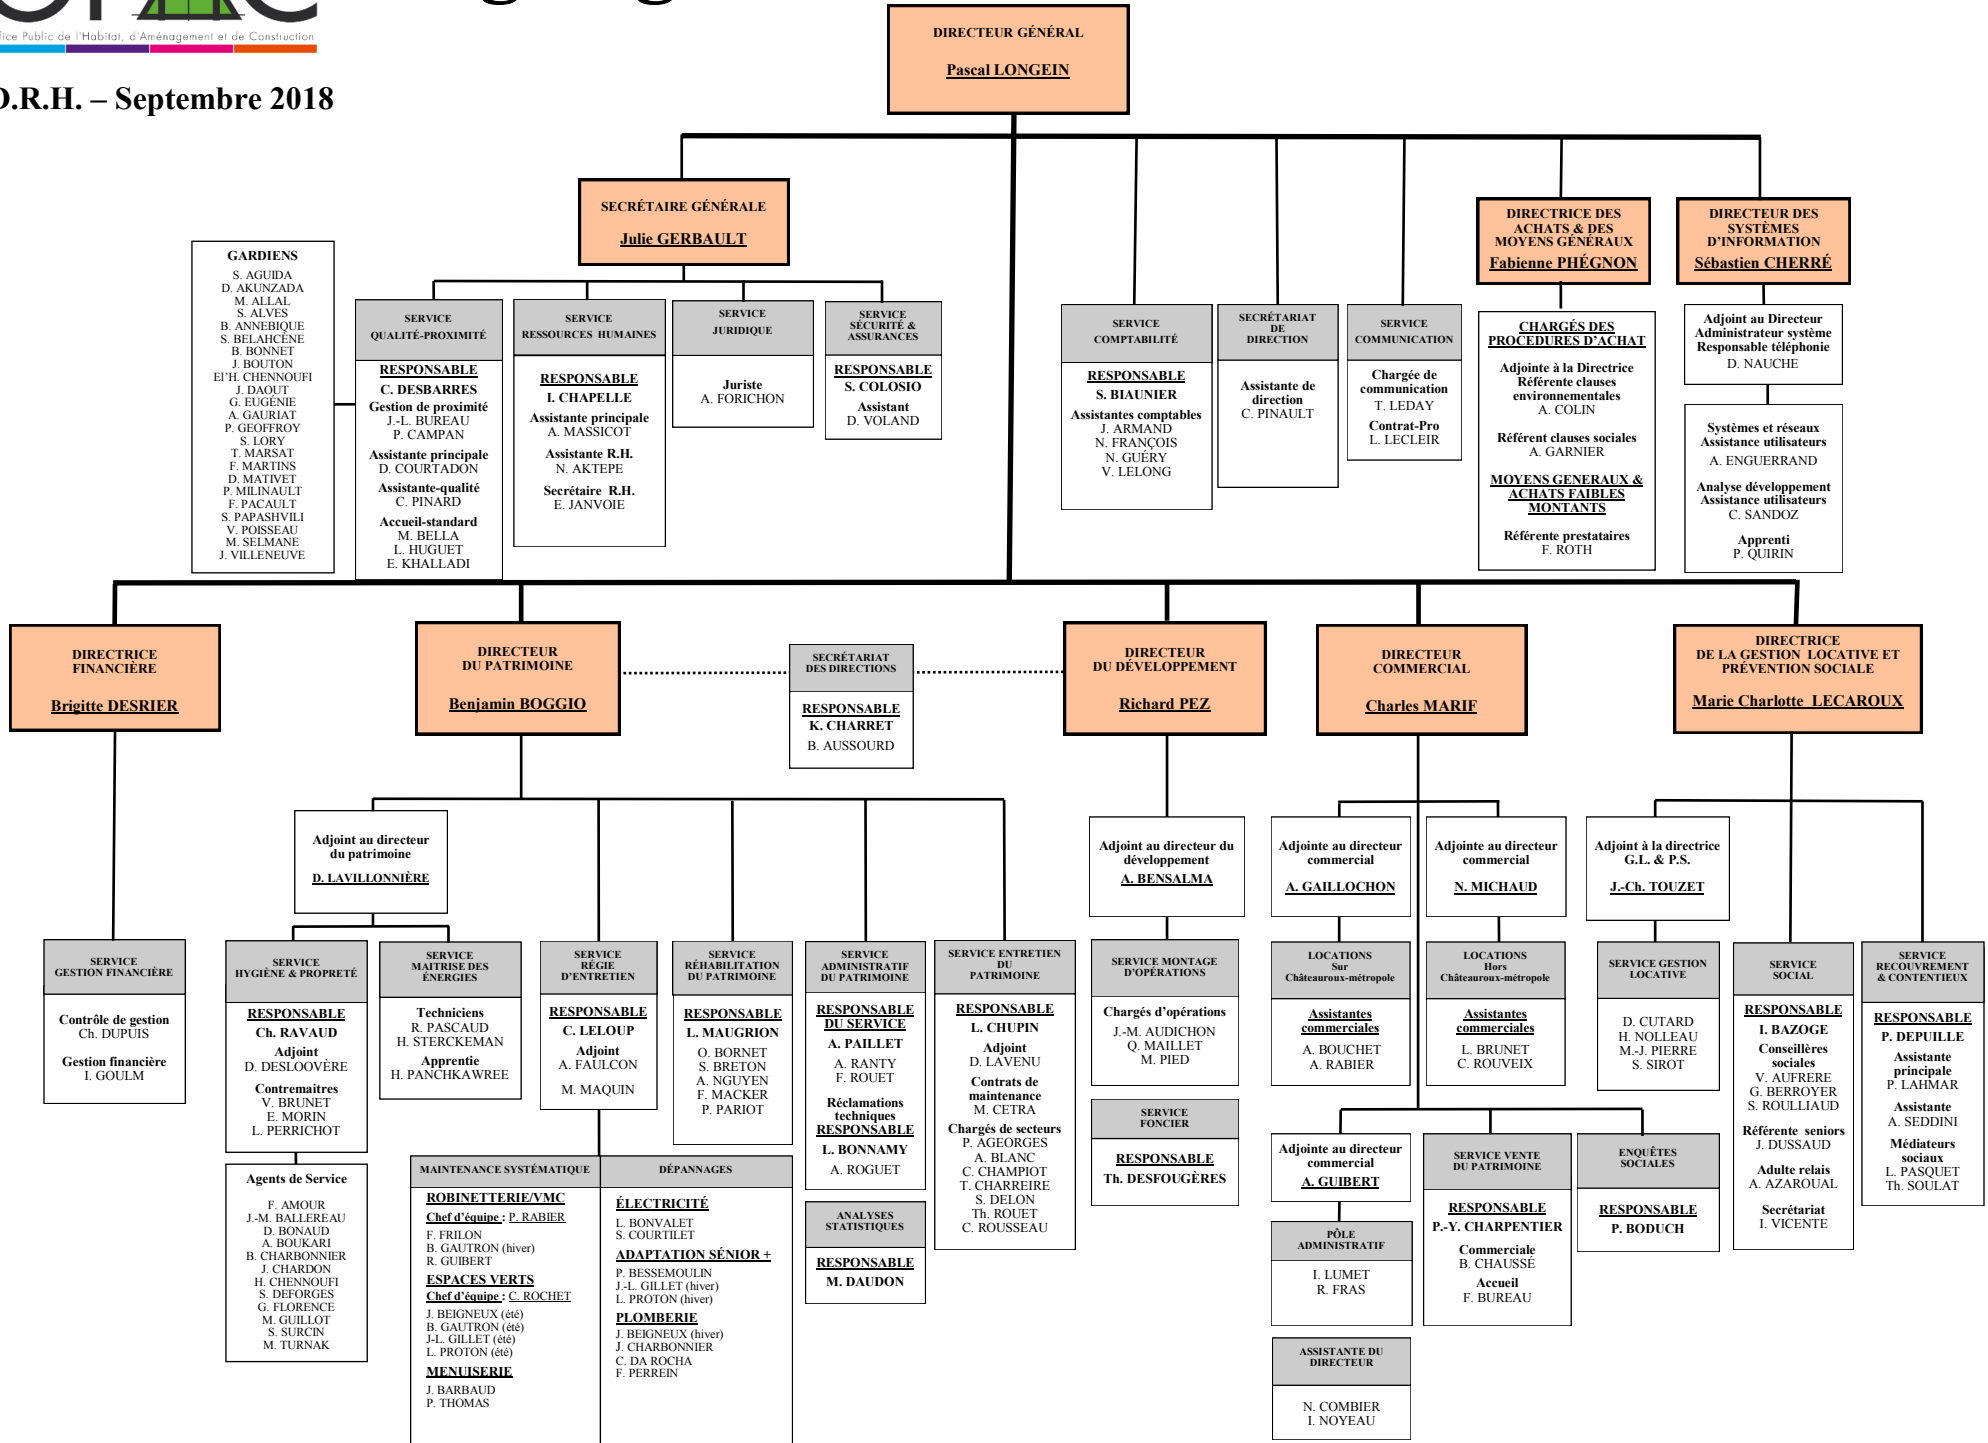 Office Public de l'Habitat, d'Aménagement et de Construction
D.R.H. – Septembre 2018
DIRECTEUR GÉNÉRAL
Pascal LONGEIN
SECRÉTAIRE GÉNÉRALE
Julie GERBAULT
DIRECTRICE DES
ACHATS & DES
MOYENS GÉNÉRAUX
Fabienne PHÉGNON
DIRECTEUR DES
SYSTÈMES
D'INFORMATION
Sébastien CHERRÉ
GARDIENS
S. AGUIDA
D. AKUNZADA
M. ALLAL
S. ALVES
B. ANNEBIQUE
S. BELAHCÈNE
B. BONNET
J. BOUTON
El'H. CHENNOUFI
J. DAOUT
G. EUGÉNIE
A. GAURIAT
P. GEOFFROY
S. LORY
T. MARSAT
F. MARTINS
D. MATIVET
P. MILINAULT
F. PACAULT
S. PAPASHVILI
V. POISSEAU
M. SELMANE
J. VILLENEUVE
SERVICE
QUALITÉ-PROXIMITÉ
RESPONSABLE
C. DESBARRES
Gestion de proximité
J.-L. BUREAU
P. CAMPAN
Assistante principale
D. COURTADON
Assistante-qualité
C. PINARD
Accueil-standard
M. BELLA
L. HUGUET
E. KHALLADI
SERVICE
RESSOURCES HUMAINES
RESPONSABLE
I. CHAPELLE
Assistante principale
A. MASSICOT
Assistante R.H.
N. AKTEPE
Secrétaire R.H.
E. JANVOIE
SERVICE
JURIDIQUE
Juriste
A. FORICHON
SERVICE
SÉCURITÉ &
ASSURANCES
RESPONSABLE
S. COLOSIO
Assistant
D. VOLAND
SERVICE
COMPTABILITÉ
RESPONSABLE
S. BIAUNIER
Assistantes comptables
J. ARMAND
N. FRANÇOIS
N. GUÉRY
V. LELONG
SECRÉTARIAT
DE
DIRECTION
Assistante de
direction
C. PINAULT
SERVICE
COMMUNICATION
Chargée de
communication
T. LEDAY
Contrat-Pro
L. LECLEIR
CHARGÉS DES
PROCEDURES D'ACHAT
Adjointe à la Directrice
Référente clauses
environnementales
A. COLIN
Référent clauses sociales
A. GARNIER
MOYENS GENERAUX &
ACHATS FAIBLES
MONTANTS
Référente prestataires
F. ROTH
Adjoint au Directeur
Administrateur système
Responsable téléphonie
D. NAUCHE
Systèmes et réseaux
Assistance utilisateurs
A. ENGUERRAND
Analyse développement
Assistance utilisateurs
C. SANDOZ
Apprenti
P. QUIRIN
DIRECTRICE
FINANCIÈRE
Brigitte DESRIER
DIRECTEUR
DU PATRIMOINE
Benjamin BOGGIO
SECRÉTARIAT
DES DIRECTIONS
RESPONSABLE
K. CHARRET
B. AUSSOURD
DIRECTEUR
DU DÉVELOPPEMENT
Richard PEZ
DIRECTEUR
COMMERCIAL
Charles MARIF
DIRECTRICE
DE LA GESTION LOCATIVE ET
PRÉVENTION SOCIALE
Marie Charlotte LECAROUX
Adjoint au directeur
du patrimoine
D. LAVILLONNIÈRE
Adjoint au directeur du
développement
A. BENSALMA
Adjointe au directeur
commercial
A. GAILLOCHON
Adjointe au directeur
commercial
N. MICHAUD
Adjoint à la directrice
G.L. & P.S.
J.-Ch. TOUZET
SERVICE
GESTION FINANCIÈRE
Contrôle de gestion
Ch. DUPUIS
Gestion financière
I. GOULM
SERVICE
HYGIÈNE & PROPRETÉ
RESPONSABLE
Ch. RAVAUD
Adjoint
D. DESLOOVÈRE
Contremaitres
V. BRUNET
E. MORIN
L. PERRICHOT
Agents de Service
F. AMOUR
J.-M. BALLEREAU
D. BONAUD
A. BOUKARI
B. CHARBONNIER
J. CHARDON
H. CHENNOUFI
S. DEFORGES
G. FLORENCE
M. GUILLOT
S. SURCIN
M. TURNAK
SERVICE
MAITRISE DES
ÉNERGIES
Techniciens
R. PASCAUD
H. STERCKEMAN
Apprentie
H. PANCHKAWREE
SERVICE
RÉGIE
D'ENTRETIEN
RESPONSABLE
C. LELOUP
Adjoint
A. FAULCON
M. MAQUIN
SERVICE
RÉHABILITATION
DU PATRIMOINE
RESPONSABLE
L. MAUGRION
O. BORNET
S. BRETON
A. NGUYEN
F. MACKER
P. PARIOT
MAINTENANCE SYSTÉMATIQUE
ROBINETTERIE/VMC
Chef d'équipe : P. RABIER
F. FRILON
B. GAUTRON (hiver)
R. GUIBERT
ESPACES VERTS
Chef d'équipe : C. ROCHET
J. BEIGNEUX (été)
B. GAUTRON (été)
J-L. GILLET (été)
L. PROTON (été)
MENUISERIE
J. BARBAUD
P. THOMAS
DÉPANNAGES
ÉLECTRICITÉ
L. BONVALET
S. COURTILET
ADAPTATION SÉNIOR +
P. BESSEMOULIN
J.-L. GILLET (hiver)
L. PROTON (hiver)
PLOMBERIE
J. BEIGNEUX (hiver)
J. CHARBONNIER
C. DA ROCHA
F. PERREIN
SERVICE
ADMINISTRATIF
DU PATRIMOINE
RESPONSABLE
DU SERVICE
A. PAILLET
A. RANTY
F. ROUET
Réclamations
techniques
RESPONSABLE
L. BONNAMY
A. ROGUET
ANALYSES
STATISTIQUES
RESPONSABLE
M. DAUDON
SERVICE ENTRETIEN
DU
PATRIMOINE
RESPONSABLE
L. CHUPIN
Adjoint
D. LAVENU
Contrats de
maintenance
M. CETRA
Chargés de secteurs
P. AGEORGES
A. BLANC
C. CHAMPIOT
T. CHARREIRE
S. DELON
Th. ROUET
C. ROUSSEAU
SERVICE MONTAGE
D'OPÉRATIONS
Chargés d'opérations
J.-M. AUDICHON
Q. MAILLET
M. PIED
SERVICE
FONCIER
RESPONSABLE
Th. DESFOUGÈRES
LOCATIONS
Sur
Châteauroux-métropole
Assistantes
commerciales
A. BOUCHET
A. RABIER
LOCATIONS
Hors
Châteauroux-métropole
Assistantes
commerciales
L. BRUNET
C. ROUVEIX
Adjointe au directeur
commercial
A. GUIBERT
PÔLE
ADMINISTRATIF
I. LUMET
R. FRAS
ASSISTANTE DU
DIRECTEUR
N. COMBIER
I. NOYEAU
SERVICE VENTE
DU PATRIMOINE
RESPONSABLE
P.-Y. CHARPENTIER
Commerciale
B. CHAUSSÉ
Accueil
F. BUREAU
ENQUÊTES
SOCIALES
RESPONSABLE
P. BODUCH
SERVICE GESTION
LOCATIVE
D. CUTARD
H. NOLLEAU
M.-J. PIERRE
S. SIROT
SERVICE
SOCIAL
RESPONSABLE
I. BAZOGE
Conseillères
sociales
V. AUFRERE
G. BERROYER
S. ROULLIAUD
Référente seniors
J. DUSSAUD
Adulte relais
A. AZAROUAL
Secrétariat
I. VICENTE
SERVICE
RECOUVREMENT
& CONTENTIEUX
RESPONSABLE
P. DEPUILLE
Assistante
principale
P. LAHMAR
Assistante
A. SEDDINI
Médiateurs
sociaux
L. PASQUET
Th. SOULAT